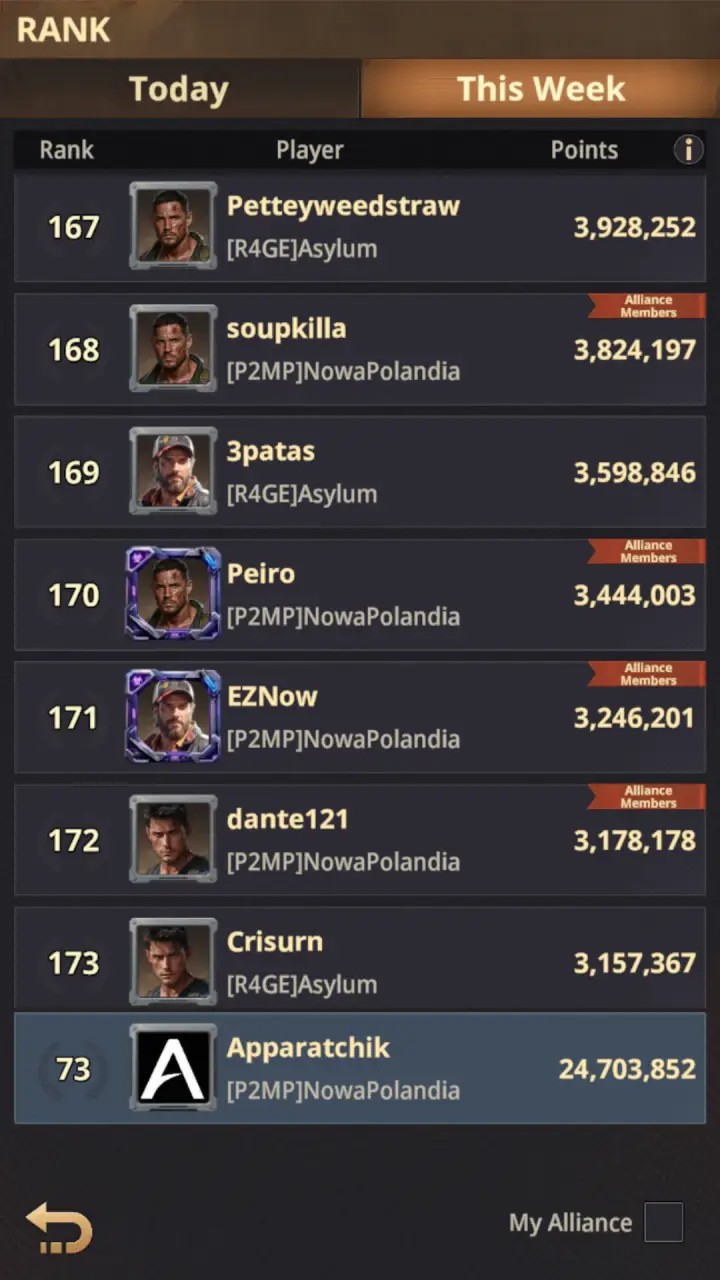 RANK
Today
This Week
Rank
Player
Points
i
167
Petteyweedstraw
[R4GE]Asylum
3,928,252
168
soupkilla
[P2MP]NowaPolandia
Alliance
Members
3,824,197
169
3patas
[R4GE]Asylum
3,598,846
170
Peiro
[P2MP]NowaPolandia
Alliance
Members
3,444,003
171
EZNow
[P2MP]NowaPolandia
Alliance
Members
3,246,201
172
dante121
[P2MP]NowaPolandia
Alliance
Members
3,178,178
173
Crisurn
[R4GE]Asylum
3,157,367
73
A
Apparatchik
[P2MP]NowaPolandia
24,703,852
My Alliance